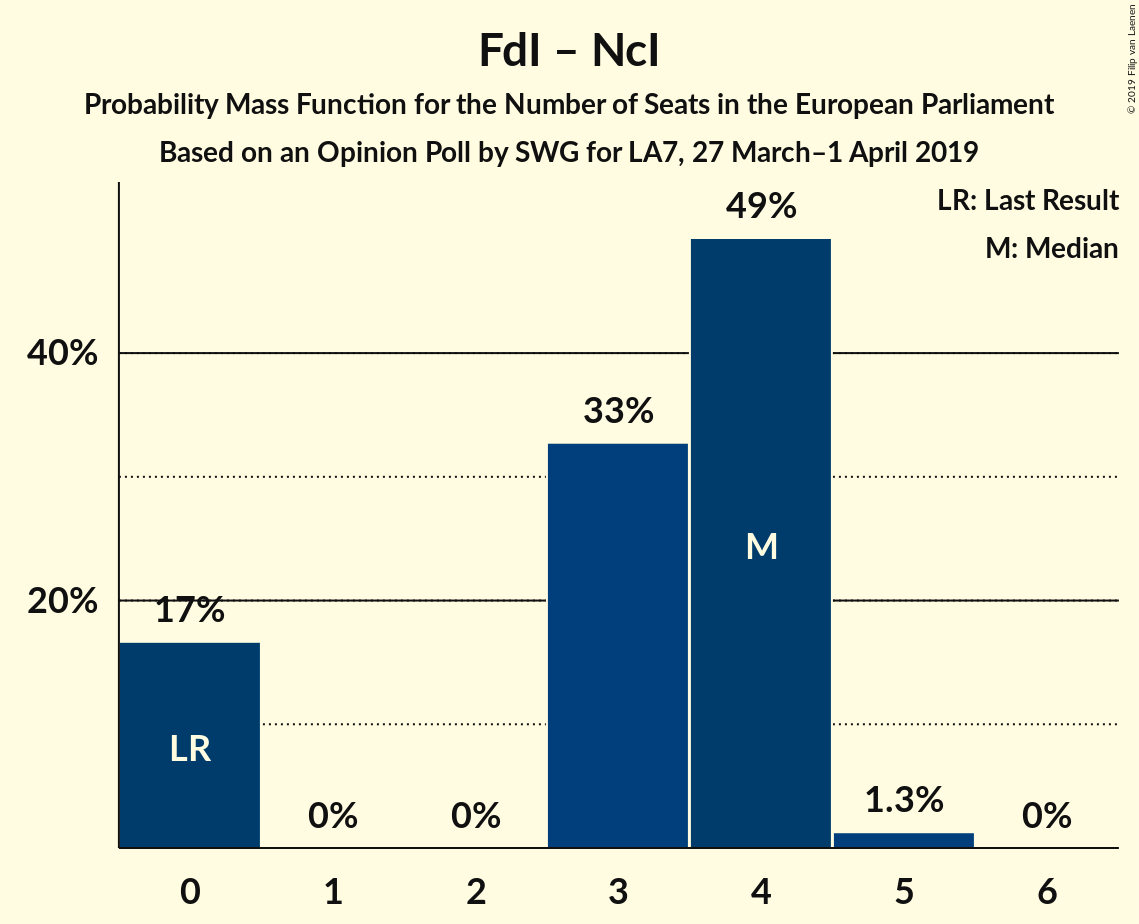 FdI – NcI
Probability Mass Function for the Number of Seats in the European Parliament
Based on an Opinion Poll by SWG for LA7, 27 March–1 April 2019
© 2019 Filip van Laenen
LR: Last Result
M: Median
49%
40%
33%
M
20%
17%
LR
0%
0%
1.3%
0%
0 1 2 3 4 5 6